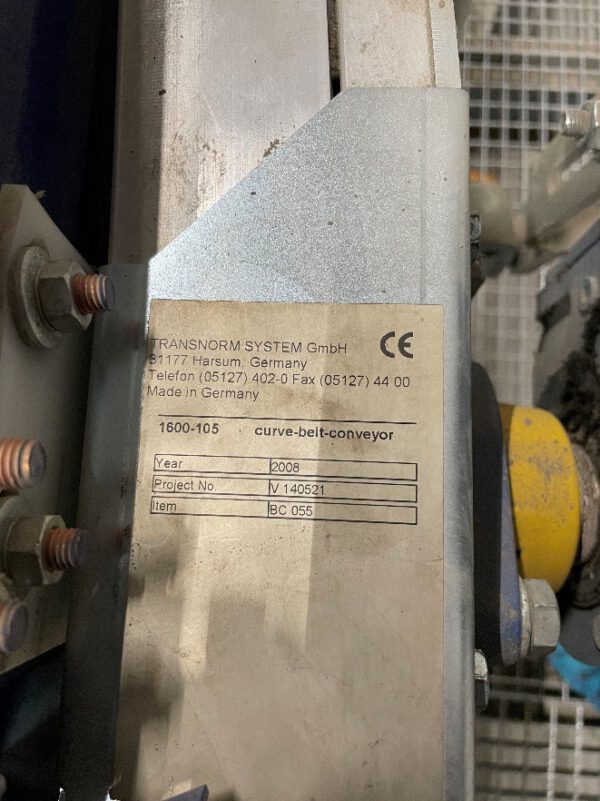 TRANSNORM SYSTEM GmbH CE
31177 Harsum, Germany
Telefon (05127) 402-0 Fax (05127) 44 00
Made in Germany
1600-105 curve-belt-conveyor
Year 2008
Project No. V 140521
Item BC 055